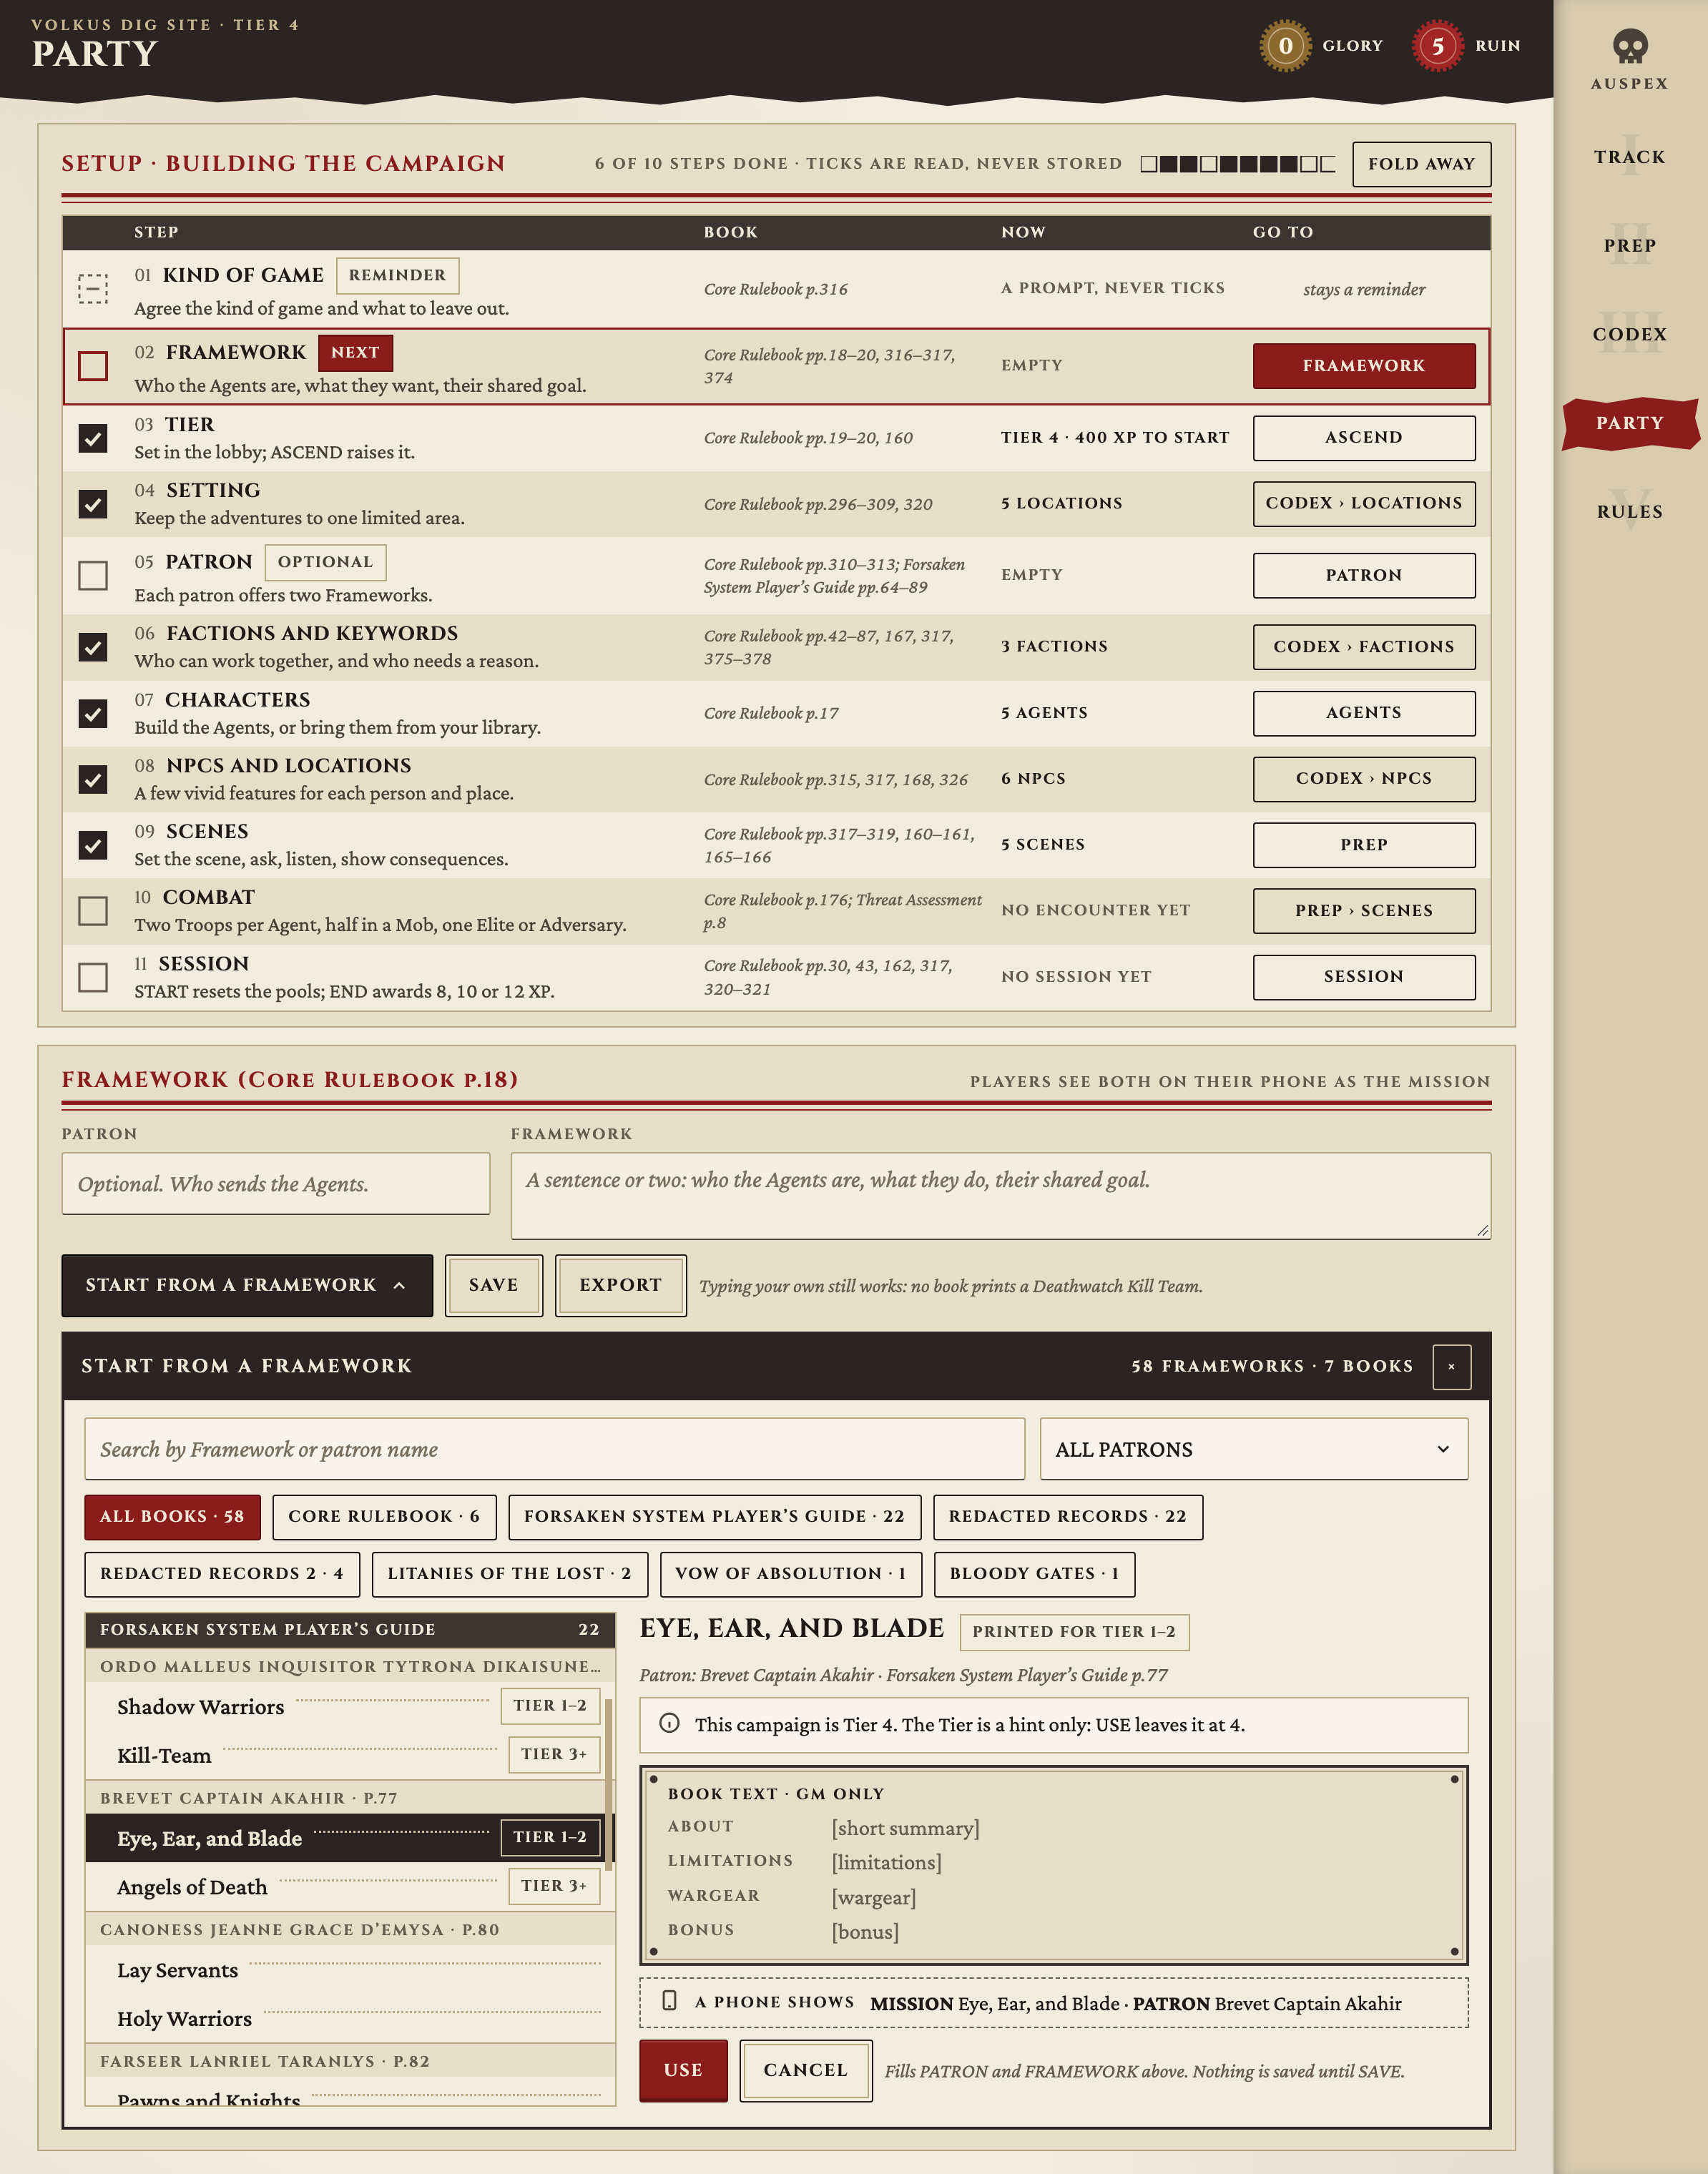 VOLKUS DIG SITE · TIER 4
PARTY
0 GLORY 5 RUIN
AUSPEX
I TRACK
II PREP
III CODEX
PARTY
V RULES
SETUP · BUILDING THE CAMPAIGN
6 OF 10 STEPS DONE · TICKS ARE READ, NEVER STORED
FOLD AWAY
STEP BOOK NOW GO TO
01 KIND OF GAME REMINDER
Agree the kind of game and what to leave out.
Core Rulebook p.316
A PROMPT, NEVER TICKS
stays a reminder
02 FRAMEWORK NEXT
Who the Agents are, what they want, their shared goal.
Core Rulebook pp.18–20, 316–317,
374
EMPTY
FRAMEWORK
03 TIER
Set in the lobby; ASCEND raises it.
Core Rulebook pp.19–20, 160
TIER 4 · 400 XP TO START
ASCEND
04 SETTING
Keep the adventures to one limited area.
Core Rulebook pp.296–309, 320
5 LOCATIONS
CODEX › LOCATIONS
05 PATRON OPTIONAL
Each patron offers two Frameworks.
Core Rulebook pp.310–313; Forsaken
System Player’s Guide pp.64–89
EMPTY
PATRON
06 FACTIONS AND KEYWORDS
Who can work together, and who needs a reason.
Core Rulebook pp.42–87, 167, 317,
375–378
3 FACTIONS
CODEX › FACTIONS
07 CHARACTERS
Build the Agents, or bring them from your library.
Core Rulebook p.17
5 AGENTS
AGENTS
08 NPCS AND LOCATIONS
A few vivid features for each person and place.
Core Rulebook pp.315, 317, 168, 326
6 NPCS
CODEX › NPCS
09 SCENES
Set the scene, ask, listen, show consequences.
Core Rulebook pp.317–319, 160–161,
165–166
5 SCENES
PREP
10 COMBAT
Two Troops per Agent, half in a Mob, one Elite or Adversary.
Core Rulebook p.176; Threat Assessment
p.8
NO ENCOUNTER YET
PREP › SCENES
11 SESSION
START resets the pools; END awards 8, 10 or 12 XP.
Core Rulebook pp.30, 43, 162, 317,
320–321
NO SESSION YET
SESSION
FRAMEWORK (CORE RULEBOOK P.18)
PLAYERS SEE BOTH ON THEIR PHONE AS THE MISSION
PATRON
Optional. Who sends the Agents.
FRAMEWORK
A sentence or two: who the Agents are, what they do, their shared goal.
START FROM A FRAMEWORK
SAVE
EXPORT
Typing your own still works: no book prints a Deathwatch Kill Team.
START FROM A FRAMEWORK
58 FRAMEWORKS · 7 BOOKS
×
Search by Framework or patron name
ALL PATRONS
ALL BOOKS · 58
CORE RULEBOOK · 6
FORSAKEN SYSTEM PLAYER’S GUIDE · 22
REDACTED RECORDS · 22
REDACTED RECORDS 2 · 4
LITANIES OF THE LOST · 2
VOW OF ABSOLUTION · 1
BLOODY GATES · 1
FORSAKEN SYSTEM PLAYER’S GUIDE 22
ORDO MALLEUS INQUISITOR TYTRONA DIKAISUNE…
Shadow Warriors TIER 1–2
Kill-Team TIER 3+
BREVET CAPTAIN AKAHIR · P.77
Eye, Ear, and Blade TIER 1–2
Angels of Death TIER 3+
CANONESS JEANNE GRACE D’EMYSA · P.80
Lay Servants
Holy Warriors
FARSEER LANRIEL TARANLYS · P.82
Pawns and Knights
EYE, EAR, AND BLADE PRINTED FOR TIER 1–2
Patron: Brevet Captain Akahir · Forsaken System Player’s Guide p.77
This campaign is Tier 4. The Tier is a hint only: USE leaves it at 4.
BOOK TEXT · GM ONLY
ABOUT [short summary]
LIMITATIONS [limitations]
WARGEAR [wargear]
BONUS [bonus]
A PHONE SHOWS MISSION Eye, Ear, and Blade · PATRON Brevet Captain Akahir
USE
CANCEL
Fills PATRON and FRAMEWORK above. Nothing is saved until SAVE.